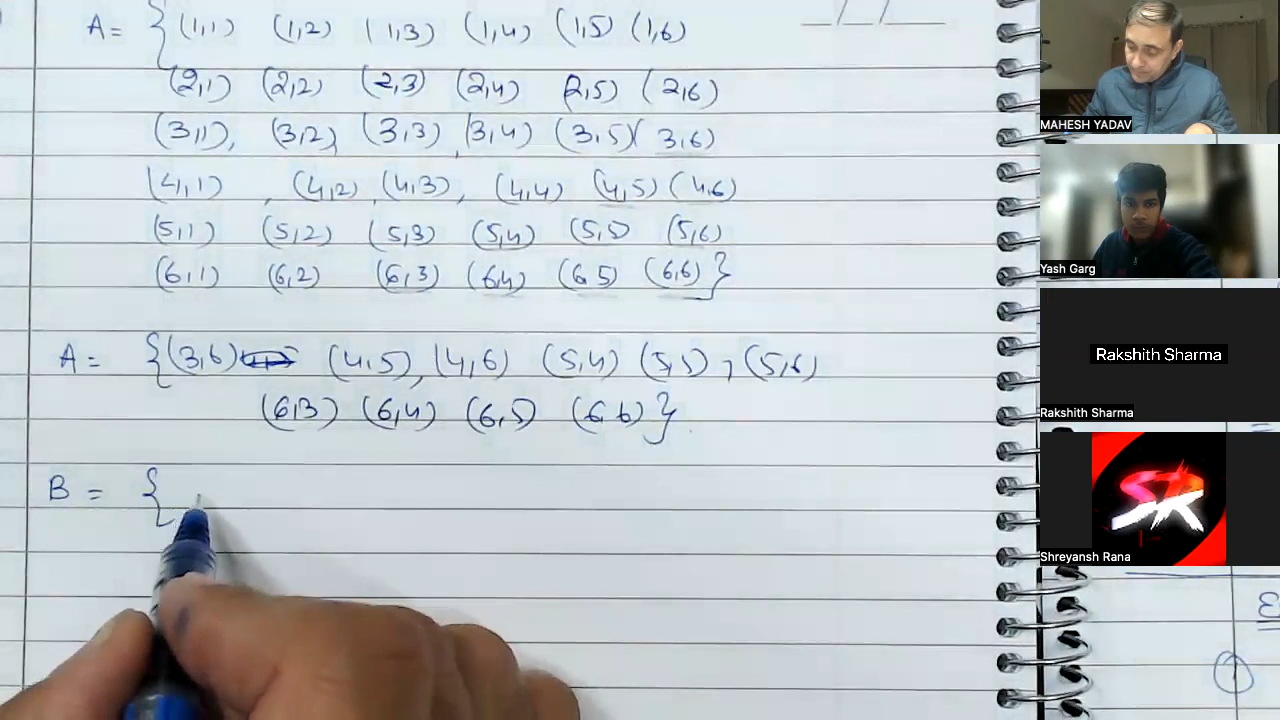 A = { (1,1) (1,2) (1,3) (1,4) (1,5) (1,6)
_/_/___
(2,1) (2,2) (2,3) (2,4) (2,5) (2,6)
(3,1), (3,2), (3,3), (3,4) (3,5) (3,6)
(4,1) , (4,2), (4,3), (4,4) (4,5) (4,6)
(5,1) (5,2) (5,3) (5,4) (5,5) (5,6)
(6,1) (6,2) (6,3) (6,4) (6,5) (6,6) }
A = { (3,6) (4,5), (4,6) (5,4) (5,5), (5,6)
(6,3) (6,4) (6,5) (6,6) }
B = {
MAHESH YADAV
Yash Garg
Rakshith Sharma
Rakshith Sharma
SR
Shreyansh Rana